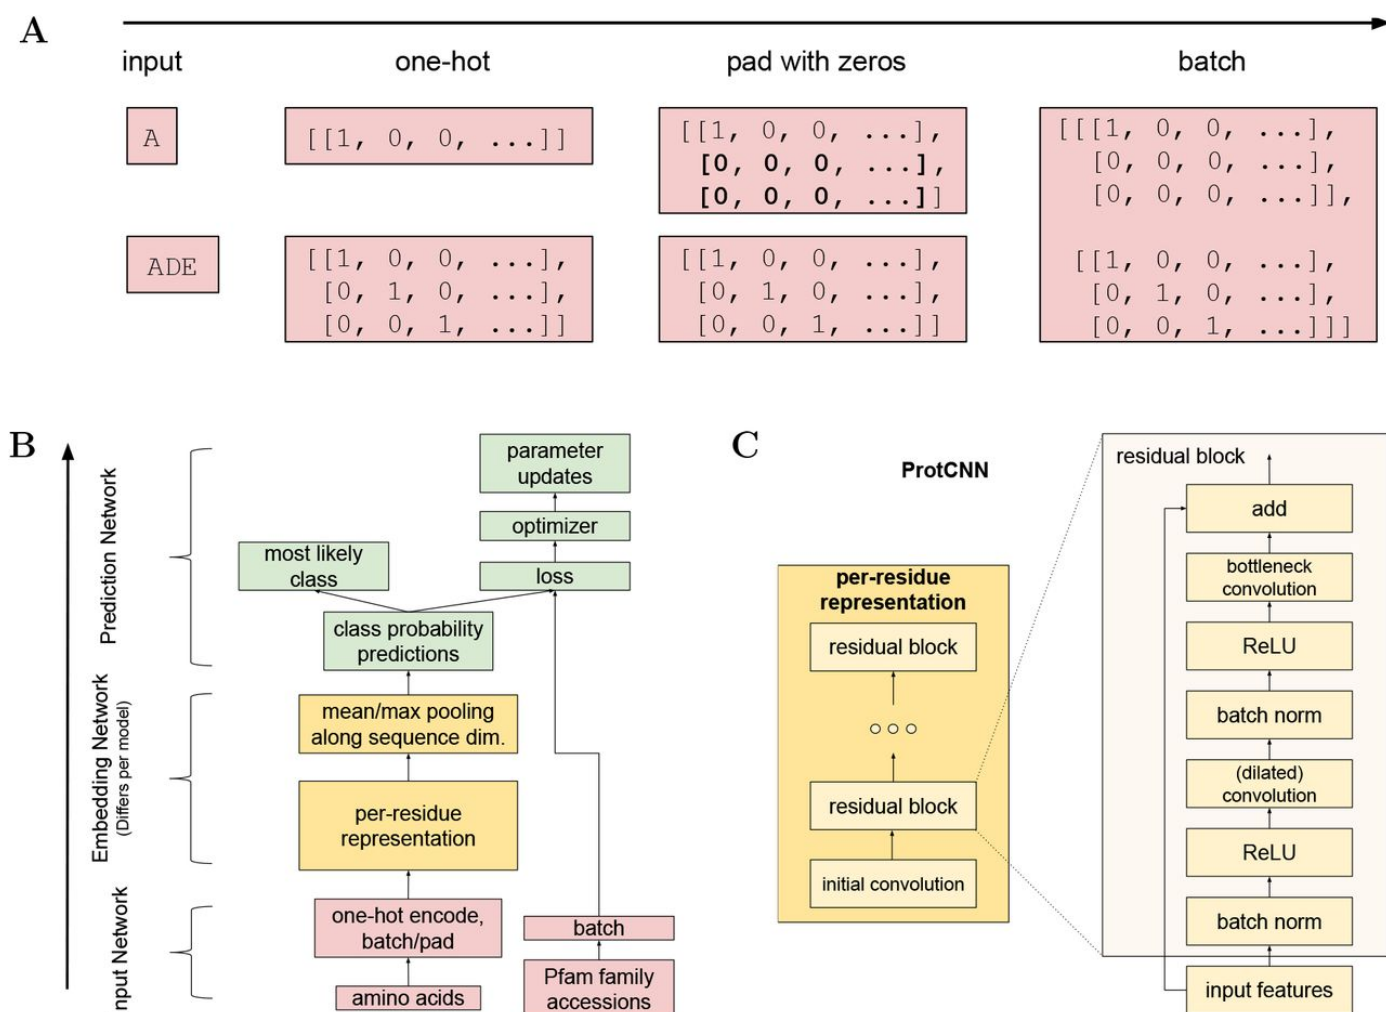 A
input one-hot pad with zeros batch
A
[[1, 0, 0, ...]]
[[1, 0, 0, ...],
[0, 0, 0, ...],
[0, 0, 0, ...]]
[[[1, 0, 0, ...],
[0, 0, 0, ...],
[0, 0, 0, ...]],
ADE
[[1, 0, 0, ...],
[0, 1, 0, ...],
[0, 0, 1, ...]]
[[1, 0, 0, ...],
[0, 1, 0, ...],
[0, 0, 1, ...]]
[[1, 0, 0, ...],
[0, 1, 0, ...],
[0, 0, 1, ...]]]
B
Prediction Network
parameter
updates
optimizer
loss
most likely
class
class probability
predictions
Embedding Network
(Differs per model)
mean/max pooling
along sequence dim.
per-residue
representation
nput Network
one-hot encode,
batch/pad
amino acids
batch
Pfam family
accessions
C
ProtCNN
per-residue
representation
residual block
residual block
initial convolution
residual block
add
bottleneck
convolution
ReLU
batch norm
(dilated)
convolution
ReLU
batch norm
input features